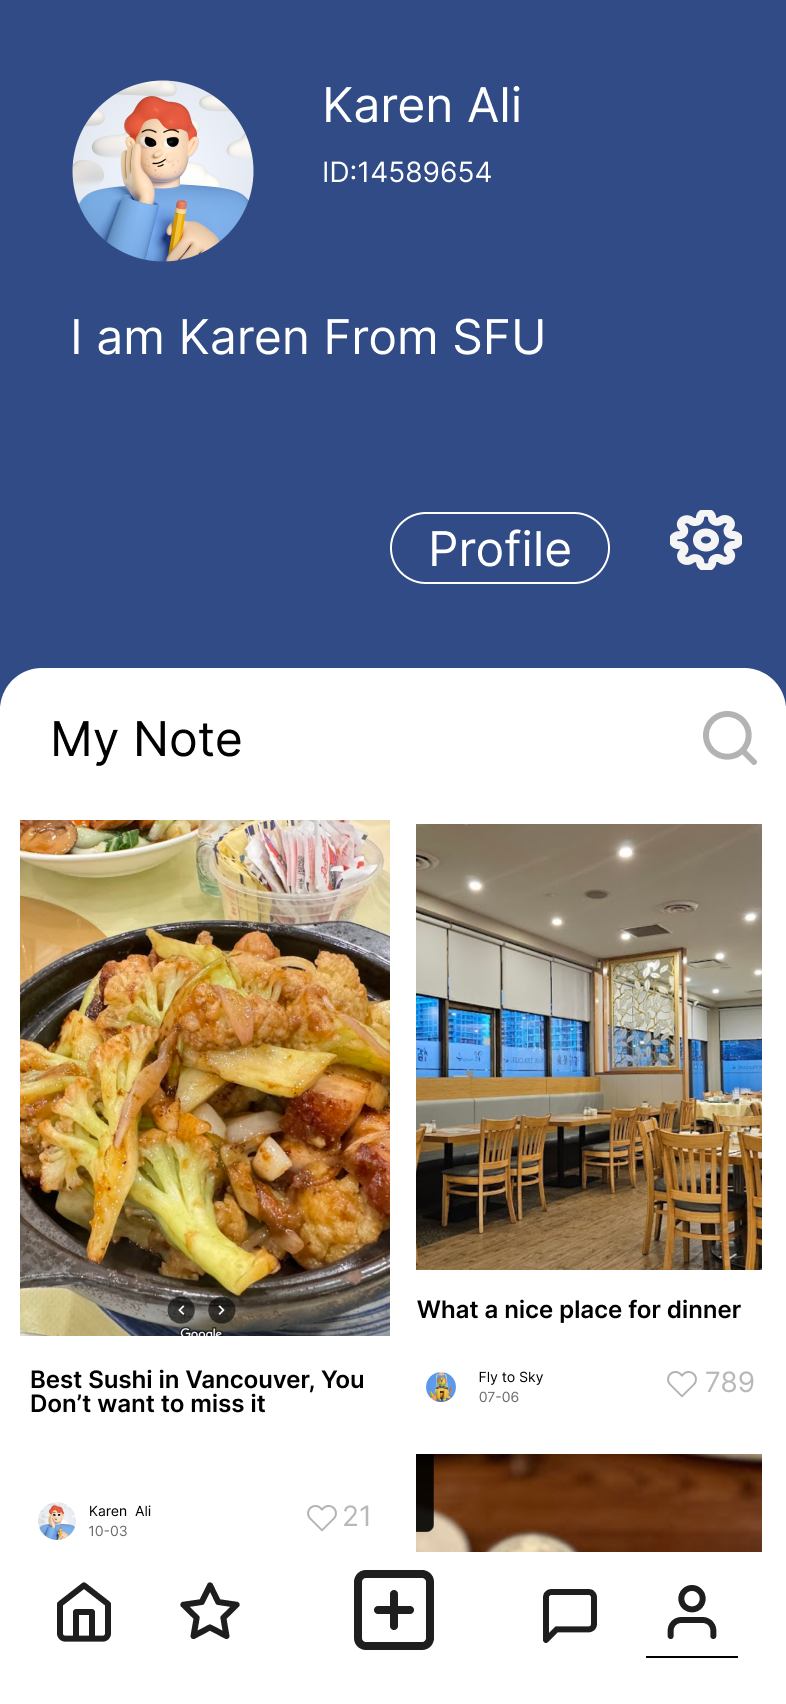 Karen Ali
ID:14589654
I am Karen From SFU
Profile
My Note
Google
Best Sushi in Vancouver, You
Don’t want to miss it
Karen Ali
10-03
21
What a nice place for dinner
Fly to Sky
07-06
789